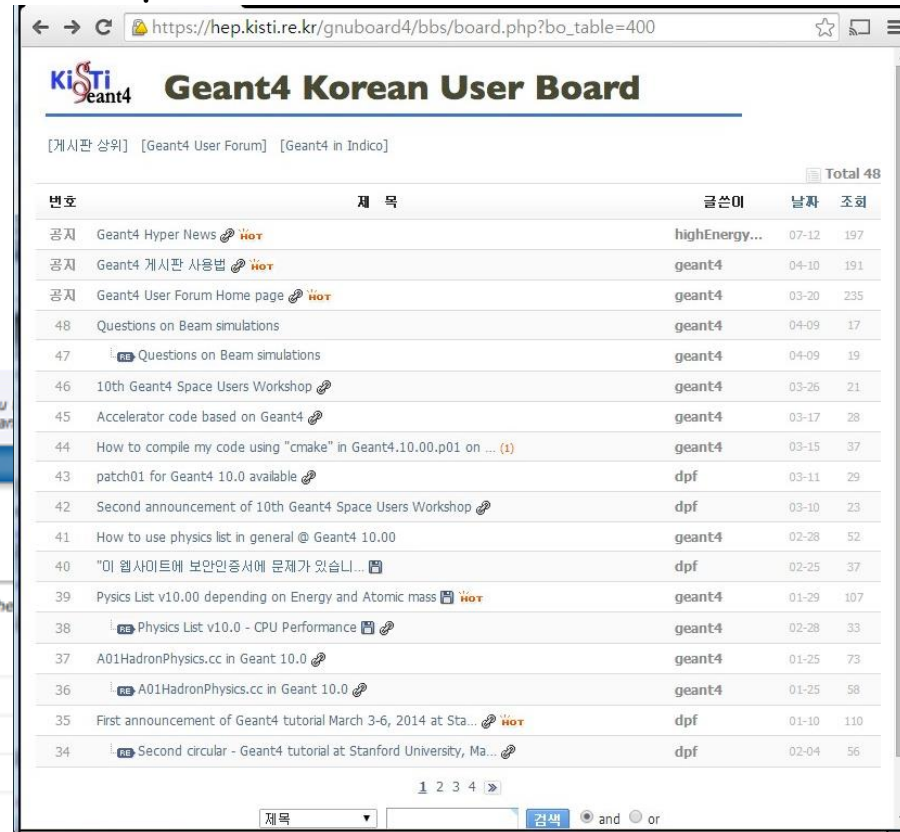 https://hep.kisti.re.kr/gnuboard4/bbs/board.php?bo_table=400
KiSTi Geant4 Geant4 Korean User Board
[게시판 상위] [Geant4 User Forum] [Geant4 in Indico]
Total 48
번호 제 목 글쓴이 날짜 조회
공지 Geant4 Hyper News HOT highEnergy... 07-12 197
공지 Geant4 게시판 사용법 HOT geant4 04-10 191
공지 Geant4 User Forum Home page HOT geant4 03-20 235
48 Questions on Beam simulations geant4 04-09 17
47 RE Questions on Beam simulations geant4 04-09 19
46 10th Geant4 Space Users Workshop geant4 03-26 21
45 Accelerator code based on Geant4 geant4 03-17 28
44 How to compile my code using "cmake" in Geant4.10.00.p01 on ... (1) geant4 03-15 37
43 patch01 for Geant4 10.0 available dpf 03-11 29
42 Second announcement of 10th Geant4 Space Users Workshop dpf 03-10 23
41 How to use physics list in general @ Geant4 10.00 geant4 02-28 52
40 "이 웹사이트에 보안인증서에 문제가 있습니... dpf 02-25 37
39 Pysics List v10.00 depending on Energy and Atomic mass HOT geant4 01-29 107
38 RE Physics List v10.0 - CPU Performance geant4 02-28 33
37 A01HadronPhysics.cc in Geant 10.0 geant4 01-25 73
36 RE A01HadronPhysics.cc in Geant 10.0 geant4 01-25 58
35 First announcement of Geant4 tutorial March 3-6, 2014 at Sta... HOT dpf 01-10 110
34 RE Second circular - Geant4 tutorial at Stanford University, Ma... dpf 02-04 56
1 2 3 4 »
제목 검색 and or